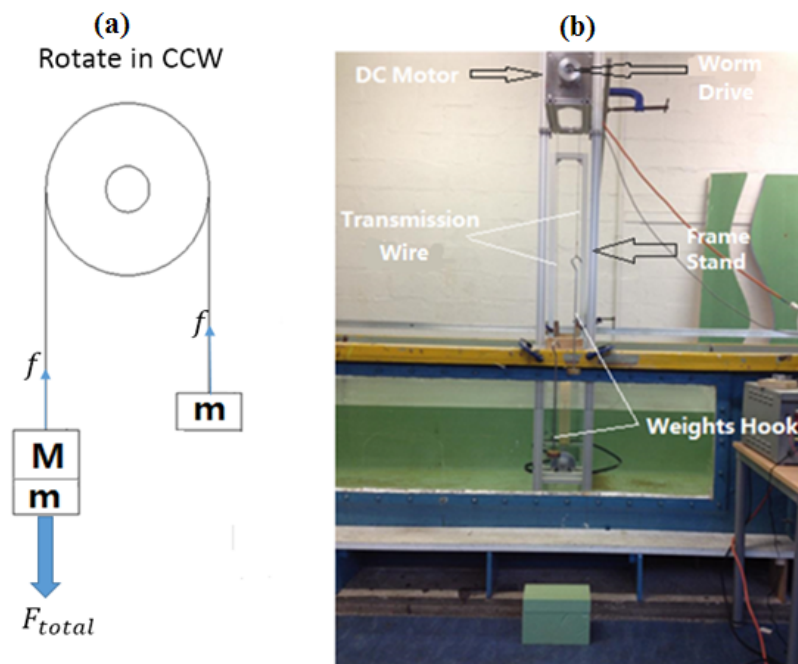 (a)
Rotate in CCW
f
f
m
M
m
F_total
(b)
DC Motor
Worm
Drive
Transmission
Wire
Frame
Stand
Weights Hook